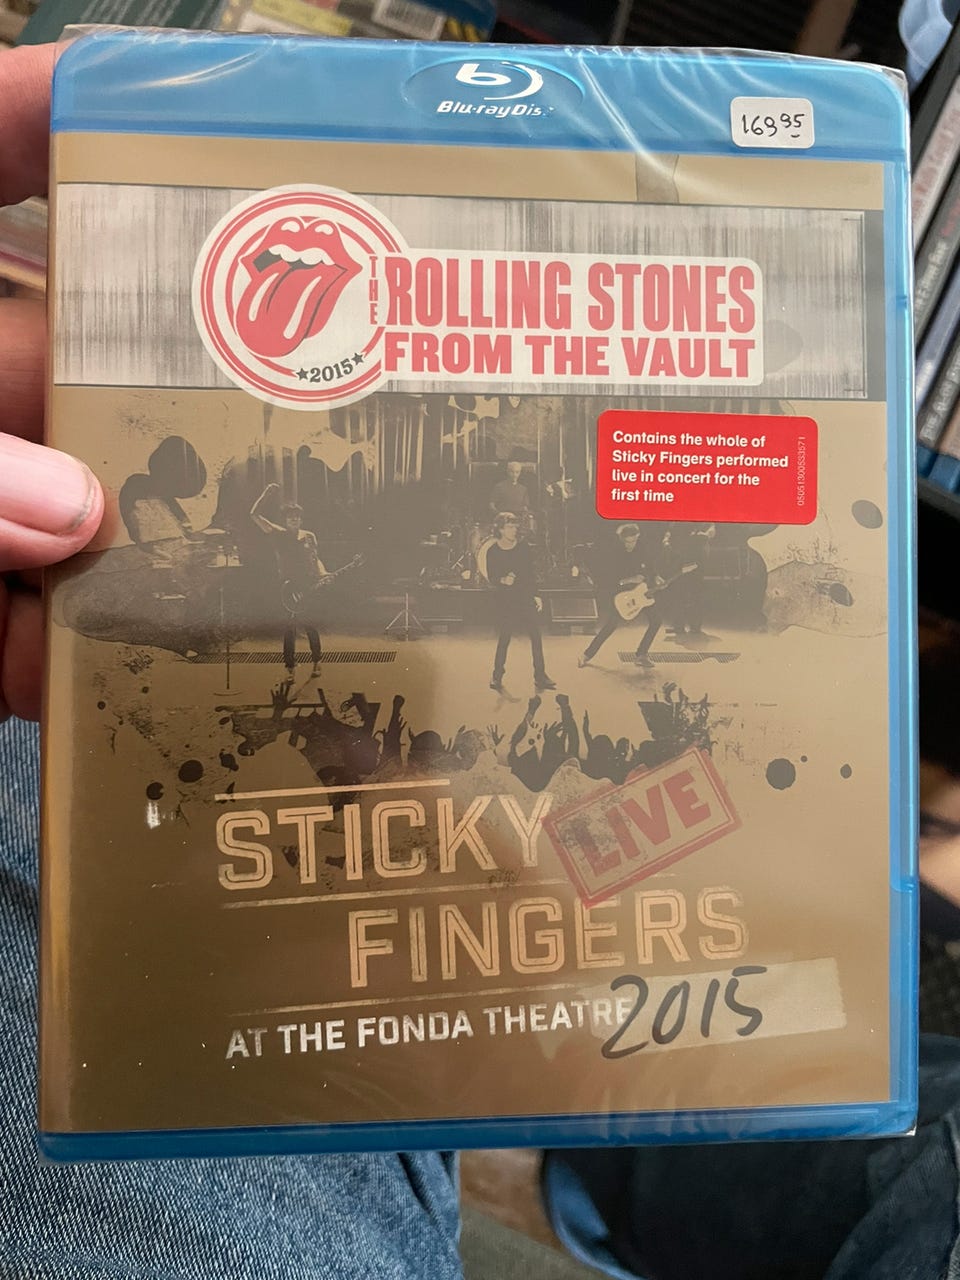 Blu-ray Disc
169 95
THE ROLLING STONES
FROM THE VAULT
★2015★
Contains the whole of
Sticky Fingers performed
live in concert for the
first time
STICKY
LIVE
FINGERS
AT THE FONDA THEATRE
2015